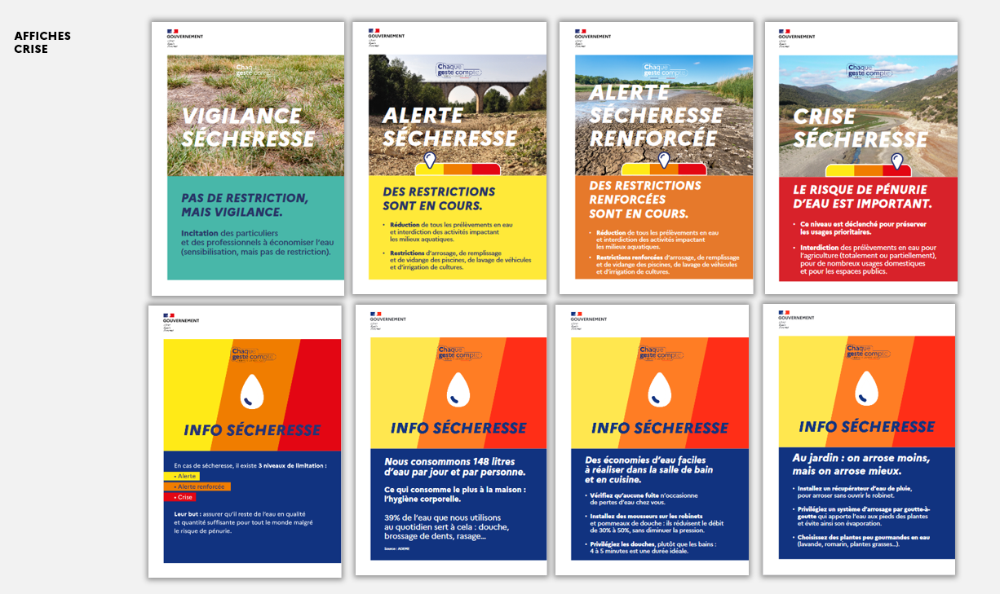 AFFICHES
CRISE
GOUVERNEMENT
Chaque
geste compte
VIGILANCE
SÉCHERESSE
PAS DE RESTRICTION,
MAIS VIGILANCE.
Incitation des particuliers
et des professionnels à économiser l'eau
(sensibilisation, mais pas de restriction).
GOUVERNEMENT
Chaque
geste compte
ALERTE
SÉCHERESSE
DES RESTRICTIONS
SONT EN COURS.
• Réduction de tous les prélèvements en eau
et interdiction des activités impactant
les milieux aquatiques.
• Restrictions d'arrosage, de remplissage
et de vidange des piscines, de lavage de véhicules
et d'irrigation de cultures.
GOUVERNEMENT
Chaque
geste compte
ALERTE
SÉCHERESSE
RENFORCÉE
DES RESTRICTIONS
RENFORCÉES
SONT EN COURS.
• Réduction de tous les prélèvements en eau
et interdiction des activités impactant
les milieux aquatiques.
• Restrictions renforcées d'arrosage, de remplissage
et de vidange des piscines, de lavage de véhicules
et d'irrigation de cultures.
GOUVERNEMENT
Chaque
geste compte
CRISE
SÉCHERESSE
LE RISQUE DE PÉNURIE
D'EAU EST IMPORTANT.
• Ce niveau est déclenché pour préserver
les usages prioritaires.
• Interdiction des prélèvements en eau pour
l'agriculture (totalement ou partiellement),
pour de nombreux usages domestiques
et pour les espaces publics.
GOUVERNEMENT
Chaque
geste compte
INFO SÉCHERESSE
En cas de sécheresse, il existe 3 niveaux de limitation :
• Alerte
• Alerte renforcée
• Crise
Leur but : assurer qu'il reste de l'eau en qualité
et quantité suffisante pour tout le monde malgré
le risque de pénurie.
GOUVERNEMENT
Chaque
geste compte
INFO SÉCHERESSE
Nous consommons 148 litres
d'eau par jour et par personne.
Ce qui consomme le plus à la maison :
l'hygiène corporelle.
39% de l'eau que nous utilisons
au quotidien sert à cela : douche,
brossage de dents, rasage...
Source : ADEME
GOUVERNEMENT
Chaque
geste compte
INFO SÉCHERESSE
Des économies d'eau faciles
à réaliser dans la salle de bain
et en cuisine.
• Vérifiez qu'aucune fuite n'occasionne
de pertes d'eau chez vous.
• Installez des mousseurs sur les robinets
et pommeaux de douche : ils réduisent le débit
de 30% à 50%, sans diminuer la pression.
• Privilégiez les douches, plutôt que les bains :
4 à 5 minutes est une durée idéale.
GOUVERNEMENT
Chaque
geste compte
INFO SÉCHERESSE
Au jardin : on arrose moins,
mais on arrose mieux.
• Installez un récupérateur d'eau de pluie,
pour arroser sans ouvrir le robinet.
• Privilégiez un système d'arrosage par goutte-à-
goutte qui apporte l'eau aux pieds des plantes
et évite ainsi son évaporation.
• Choisissez des plantes peu gourmandes en eau
(lavande, romarin, plantes grasses...).